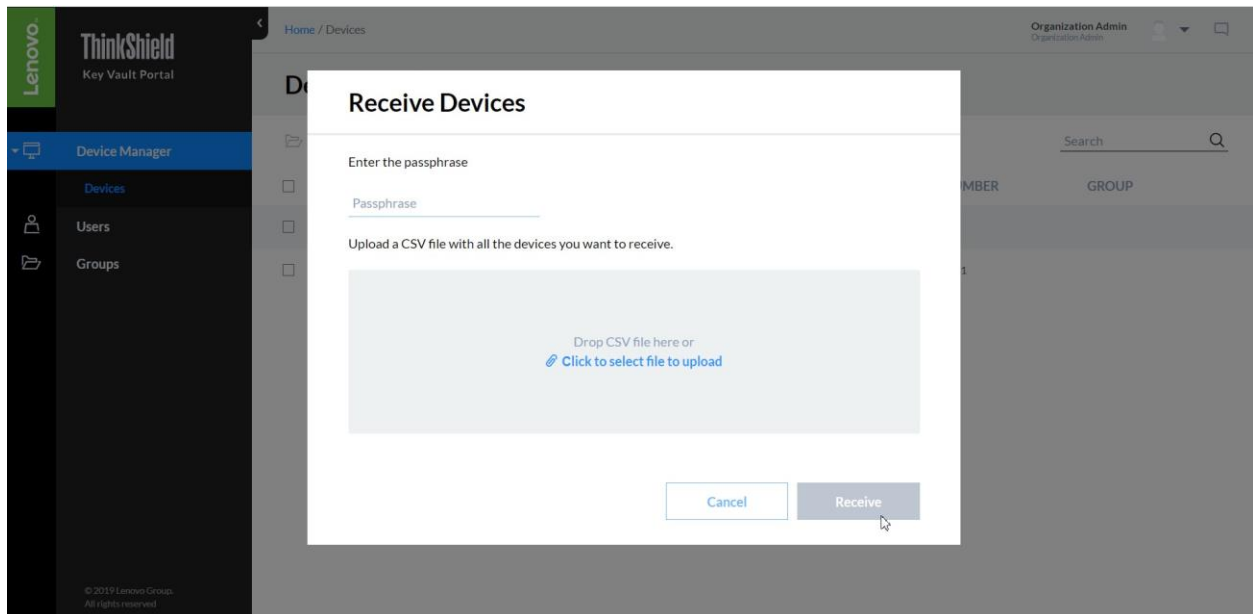 Lenovo.
ThinkShield
Key Vault Portal
Device Manager
Devices
Users
Groups
© 2019 Lenovo Group.
All rights reserved
Home / Devices
Organization Admin
Organization Admin
Search
UMBER
GROUP
1
Receive Devices
Enter the passphrase
Passphrase
Upload a CSV file with all the devices you want to receive.
Drop CSV file here or
Click to select file to upload
Cancel
Receive